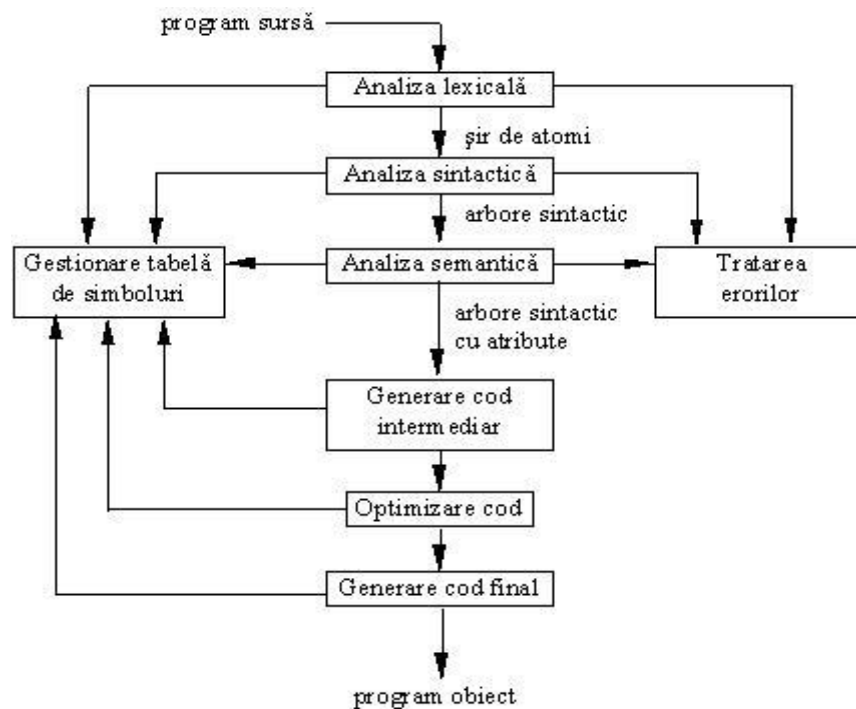 program sursă
Analiza lexicală
şir de atomi
Analiza sintactică
arbore sintactic
Gestionare tabelă
de simboluri
Analiza semantică
Tratarea
erorilor
arbore sintactic
cu atribute
Generare cod
intermediar
Optimizare cod
Generare cod final
program obiect